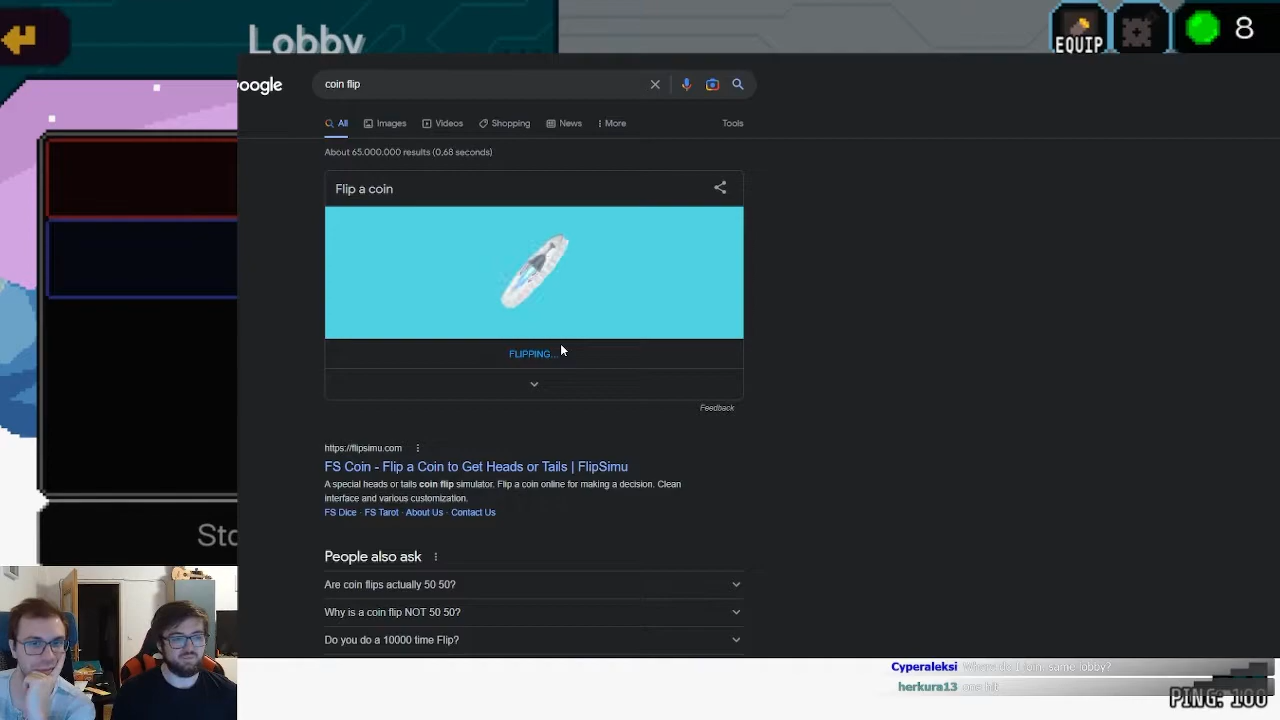 Lobby
EQUIP
8
oogle
coin flip
All
Images
Videos
Shopping
News
More
Tools
About 65.000.000 results (0,68 seconds)
Flip a coin
FLIPPING...
Feedback
https://flipsimu.com
FS Coin - Flip a Coin to Get Heads or Tails | FlipSimu
A special heads or tails coin flip simulator. Flip a coin online for making a decision. Clean
interface and various customization.
FS Dice · FS Tarot · About Us · Contact Us
Sto
People also ask
Are coin flips actually 50 50?
Why is a coin flip NOT 50 50?
Do you do a 10000 time Flip?
Cyperaleksi
same lobby?
herkura13 one hit
PING: 100